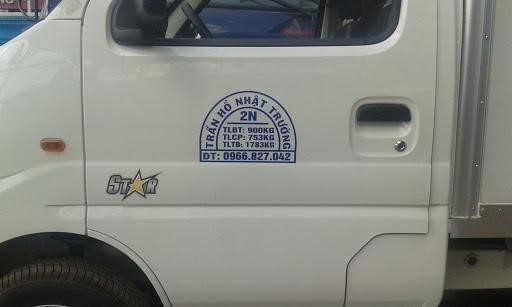 TRẦN HỒ NHẬT TRƯỜNG
2N
TLBT: 900KG
TLCP: 753KG
TLTB: 1783KG
ĐT: 0966.827.042
STAR